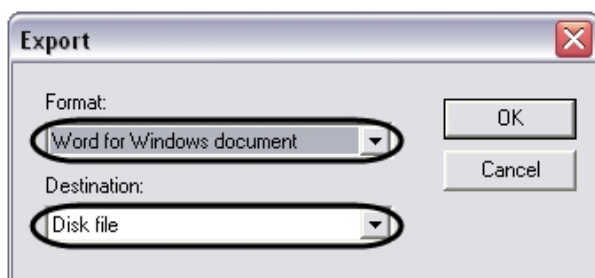 Export
Format:
Word for Windows document
OK
Cancel
Destination:
Disk file